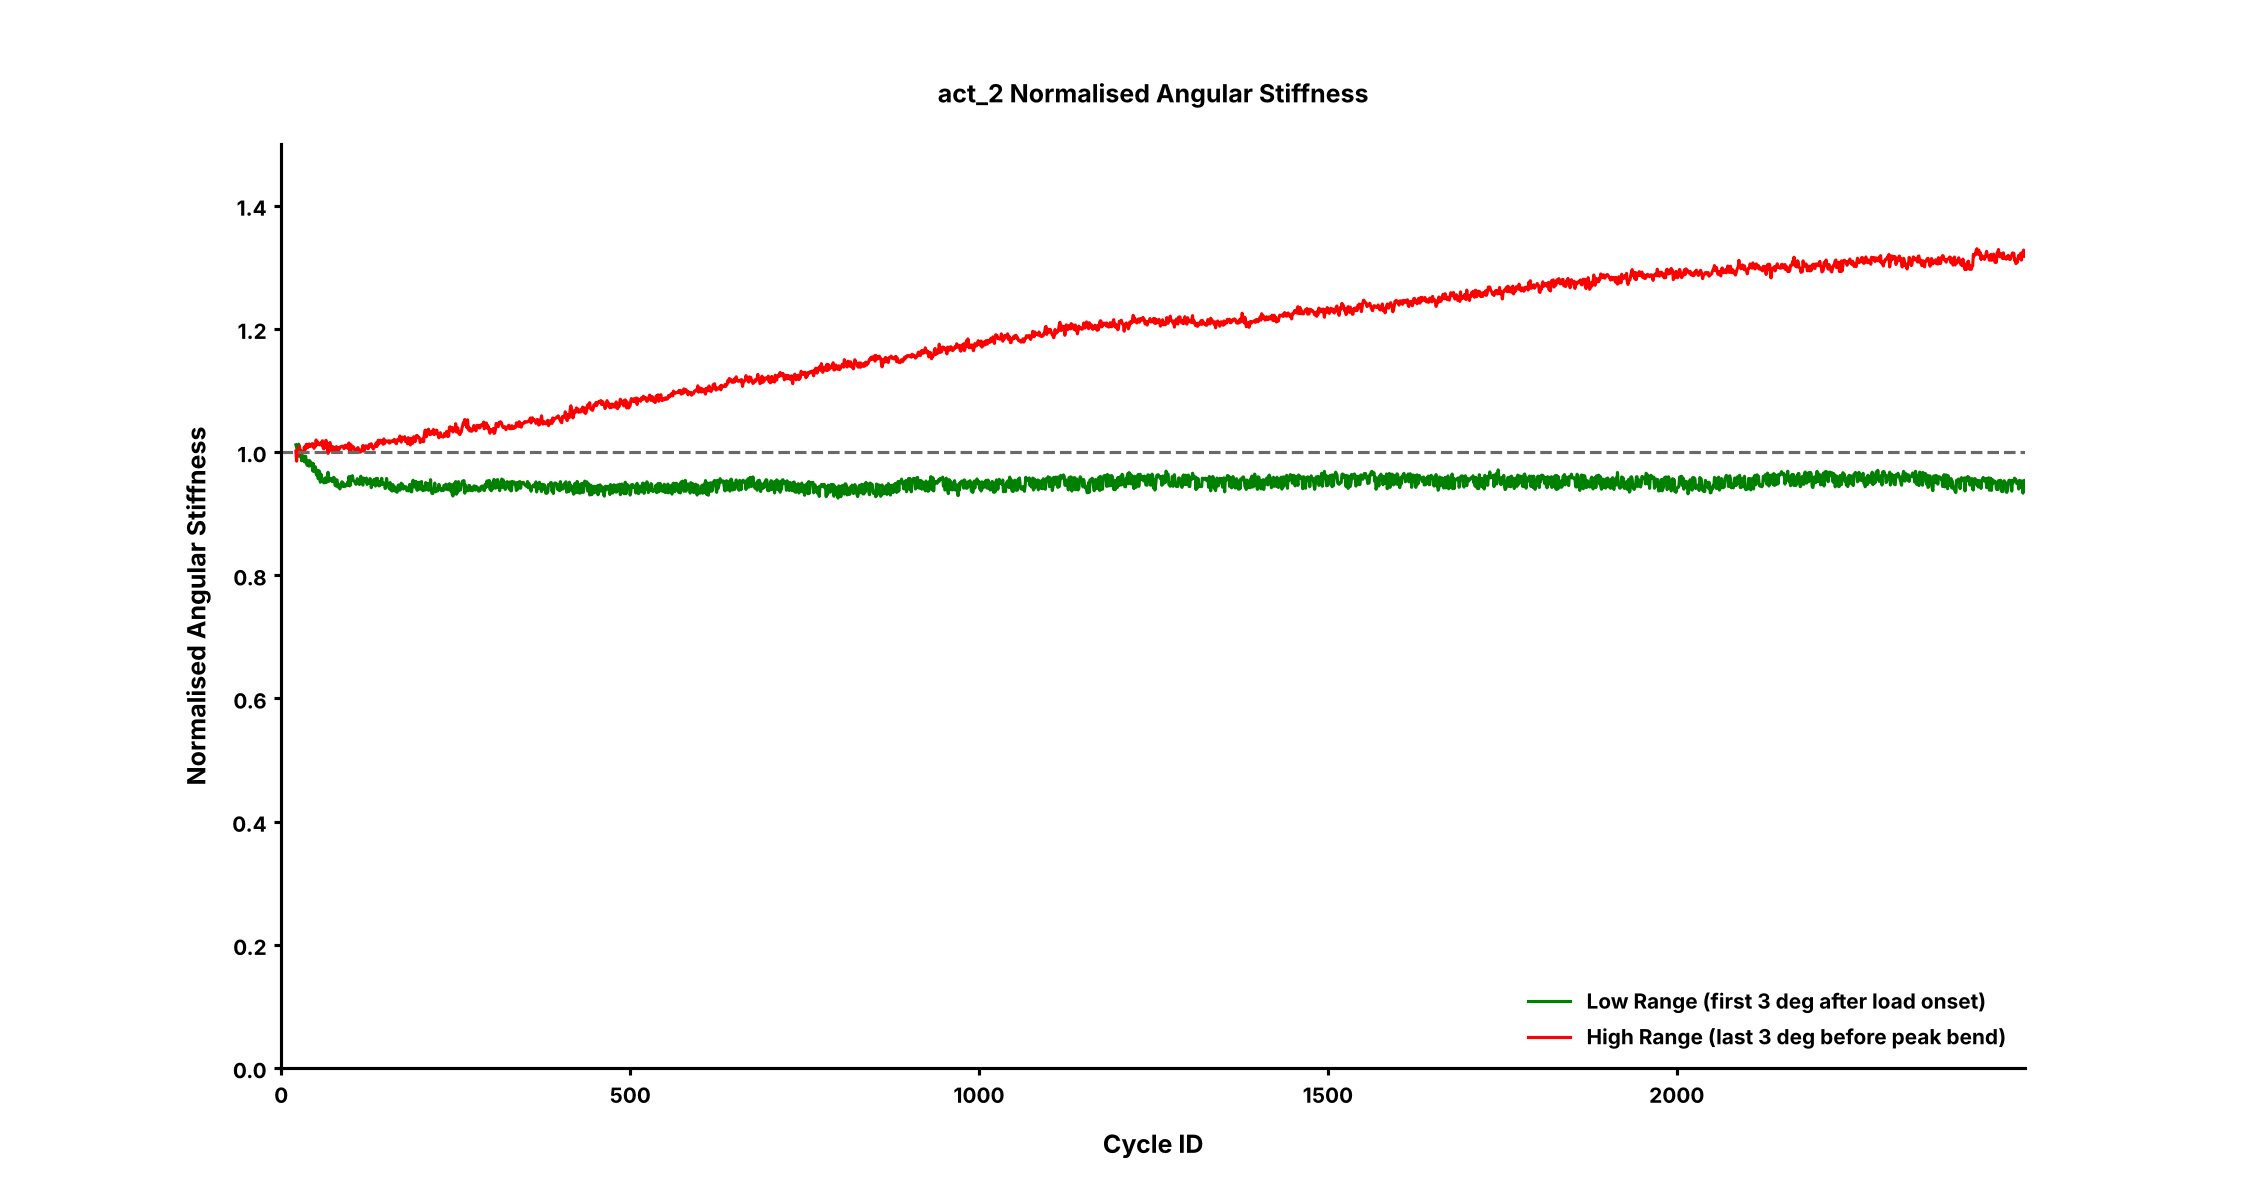 act_2 Normalised Angular Stiffness
Normalised Angular Stiffness
1.4
1.2
1.0
0.8
0.6
0.4
0.2
0.0
0 500 1000 1500 2000
Cycle ID
Low Range (first 3 deg after load onset)
High Range (last 3 deg before peak bend)